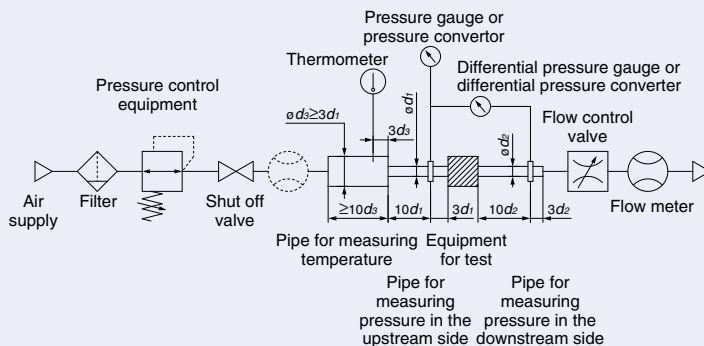 Pressure gauge or
pressure convertor
Thermometer
Differential pressure gauge or
differential pressure converter
Pressure control
equipment
ød₁
ød₃≥3d₁
3d₃
ød₂
Flow control
valve
Air
supply
Filter
Shut off
valve
≥10d₃
10d₁
3d₁
10d₂
3d₂
Flow meter
Pipe for measuring
temperature
Equipment
for test
Pipe for
measuring
pressure in the
upstream side
Pipe for
measuring
pressure in the
downstream side